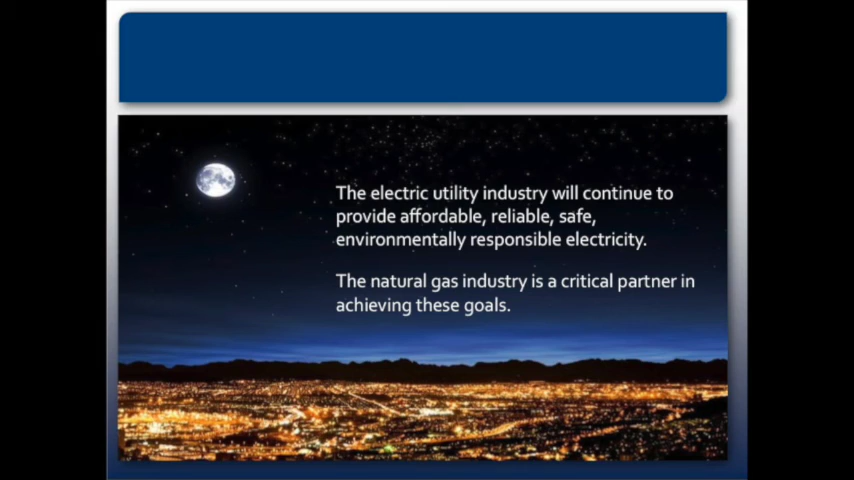 The electric utility industry will continue to
provide affordable, reliable, safe,
environmentally responsible electricity.
The natural gas industry is a critical partner in
achieving these goals.